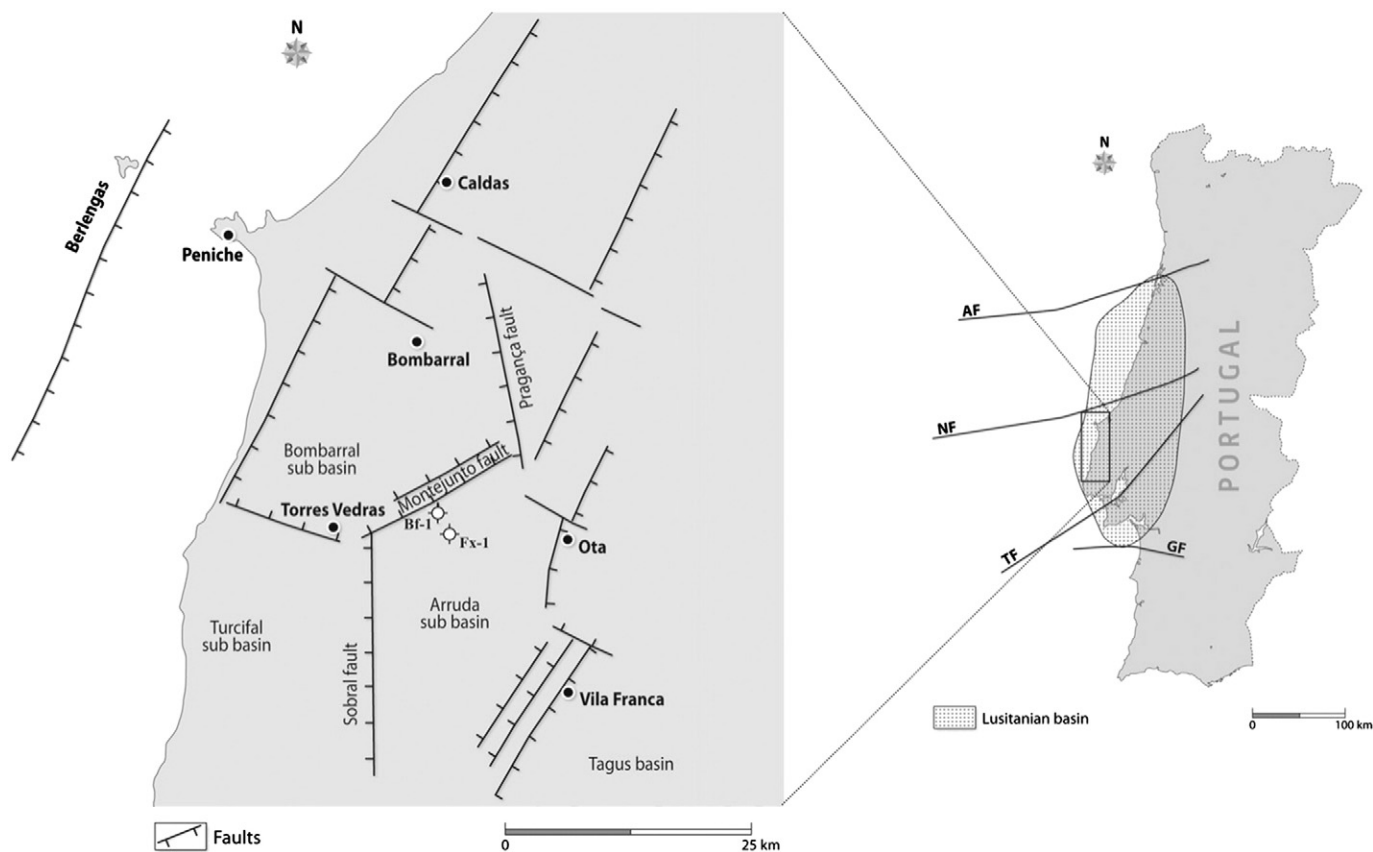 N
Caldas
Berlengas
Peniche
Bombarral
Pragança fault
Bombarral
sub basin
Montejunto fault
Torres Vedras
Bf-1
Fx-1
Ota
Arruda
sub basin
Turcifal
sub basin
Sobral fault
Vila Franca
Tagus basin
Faults
0
25 km
N
AF
NF
TF
GF
PORTUGAL
Lusitanian basin
0
100 km